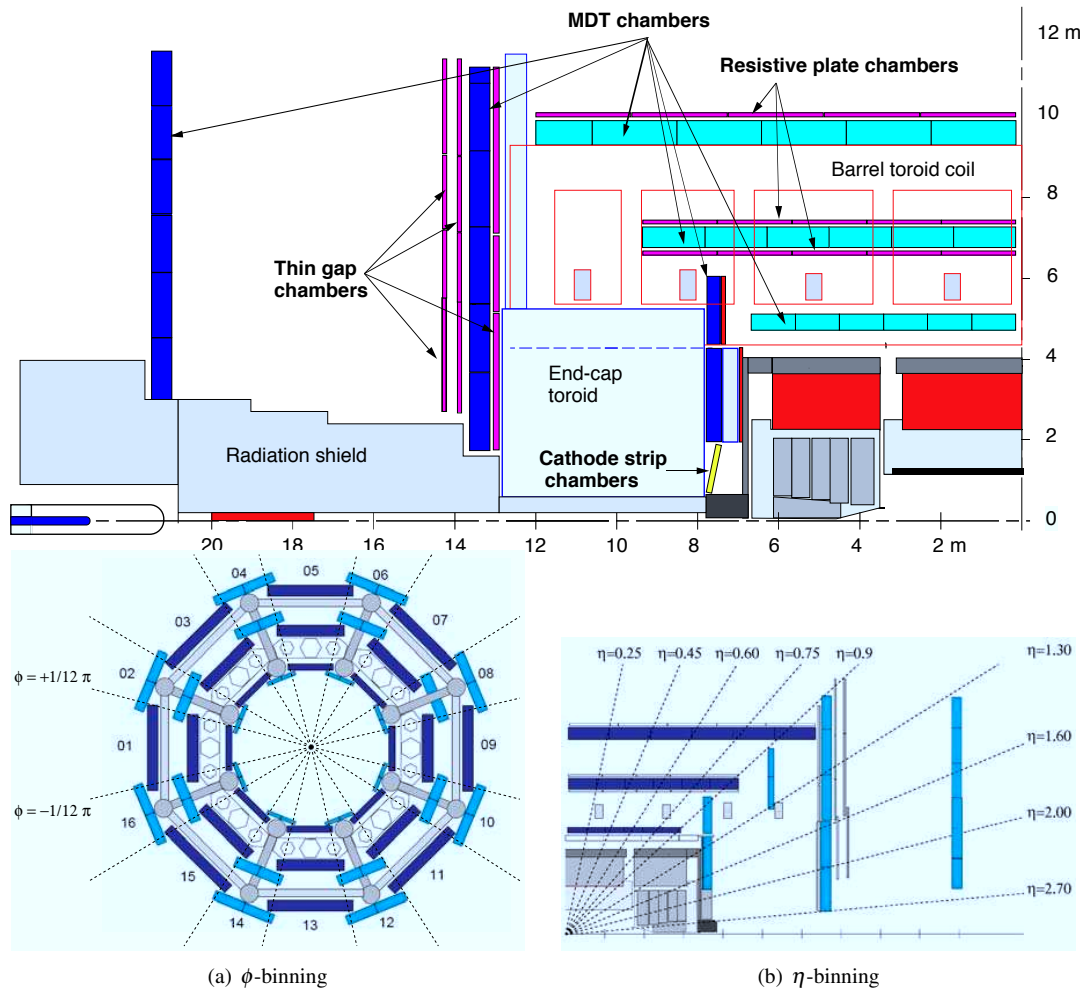 MDT chambers
12 m
Resistive plate chambers
10
Barrel toroid coil
8
Thin gap
chambers
6
End-cap
toroid
4
Radiation shield
Cathode strip
chambers
2
0
20 18 16 14 12 10 8 6 4 2 m
04 05 06
03 07
ϕ = +1/12 π
02 08
01 09
ϕ = −1/12 π
16 10
15 11
14 13 12
(a) ϕ-binning
η=0.25 η=0.45 η=0.60 η=0.75 η=0.9 η=1.30
η=1.60
η=2.00
η=2.70
(b) η-binning